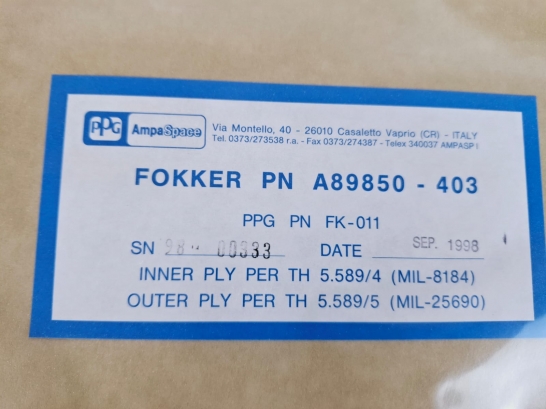 PPG AmpaSpace Via Montello, 40 - 26010 Casaletto Vaprio (CR) - ITALY
Tel. 0373/273538 r.a. - Fax 0373/274387 - Telex 340037 AMPASP I
FOKKER PN A89850 - 403
PPG PN FK-011
SN 98 00333 DATE SEP. 1998
INNER PLY PER TH 5.589/4 (MIL-8184)
OUTER PLY PER TH 5.589/5 (MIL-25690)